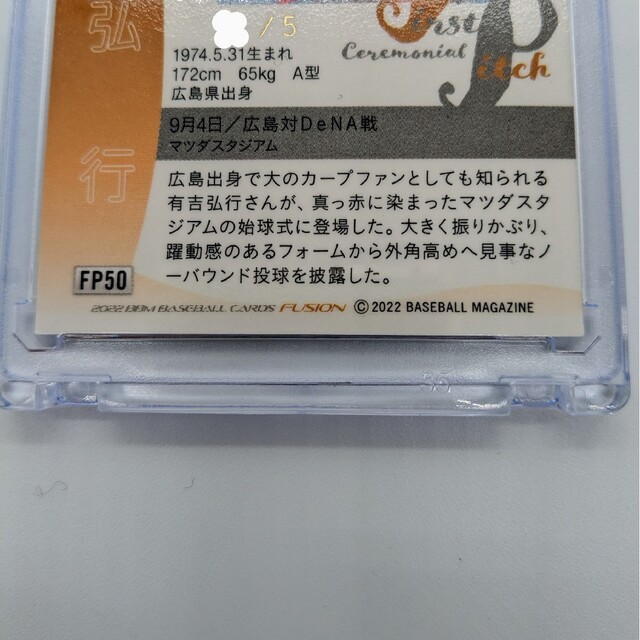 弘行
/5
First
Ceremonial
Pitch
1974.5.31生まれ
172cm 65kg A型
広島県出身
9月4日/広島対DeNA戦
マツダスタジアム
広島出身で大のカープファンとしても知られる
有吉弘行さんが、真っ赤に染まったマツダスタ
ジアムの始球式に登場した。大きく振りかぶり、
躍動感のあるフォームから外角高めへ見事なノ
ーバウンド投球を披露した。
FP50
2022 BBM BASEBALL CARDS FUSION © 2022 BASEBALL MAGAZINE